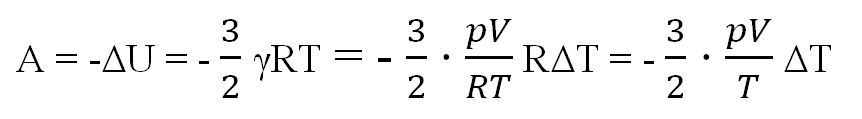 A = -ΔU = - 3/2 γRT = - 3/2 · pV/RT RΔT = - 3/2 · pV/T ΔT